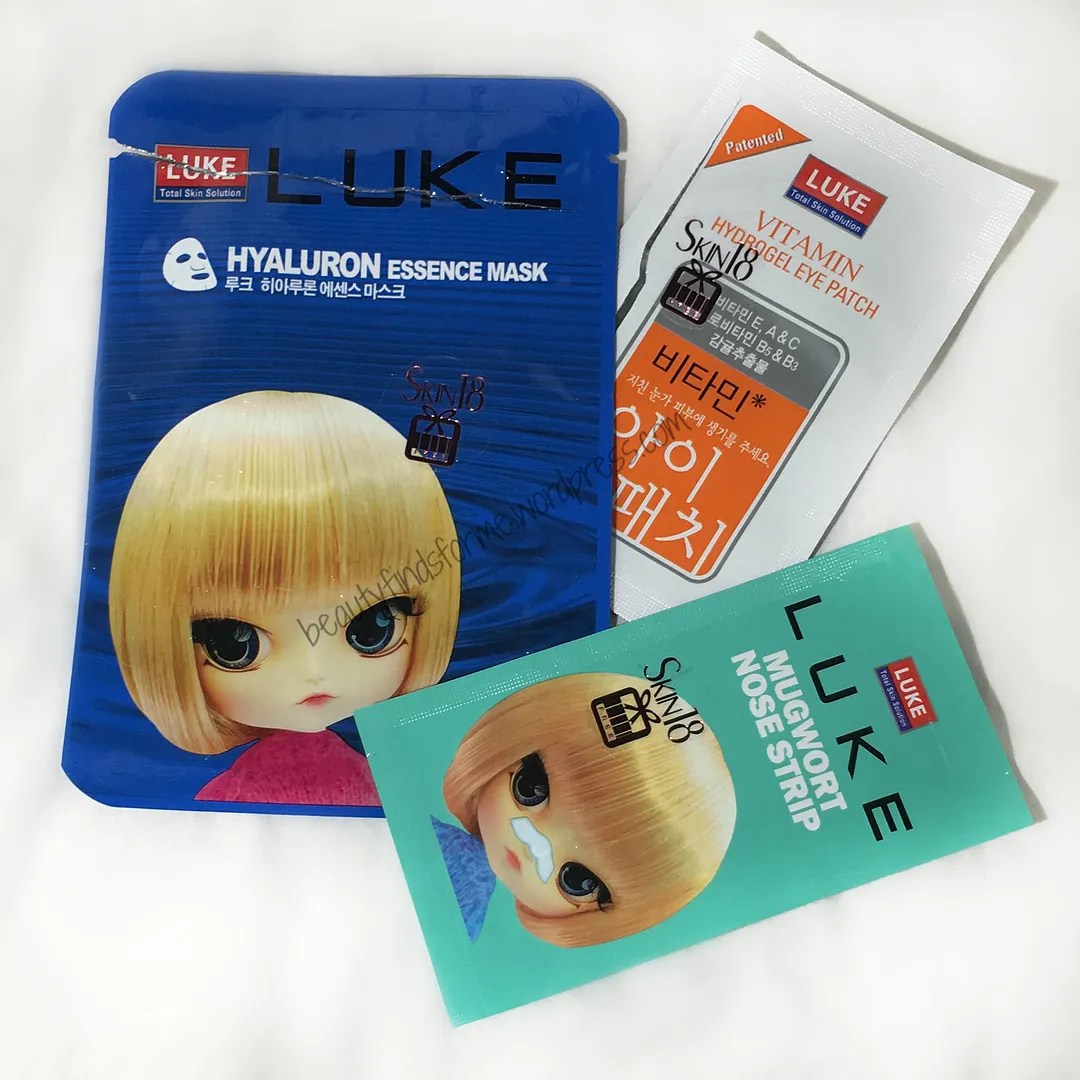 LUKE
Total Skin Solution
LUKE
HYALURON ESSENCE MASK
루크 히아루론 에센스 마스크
SKIN18
FREE
Patented
LUKE
Total Skin Solution
VITAMIN
HYDROGEL EYE PATCH
SKIN18
비타민 E, A & C
로비타민 B5 & B3
감귤추출물
비타민*
지친 눈가 피부에 생기를 주세요.
아이
패치
beautyfindsforme.wordpress.com
LUKE
Total Skin Solution
LUKE
MUGWORT
NOSE STRIP
SKIN18
FREE